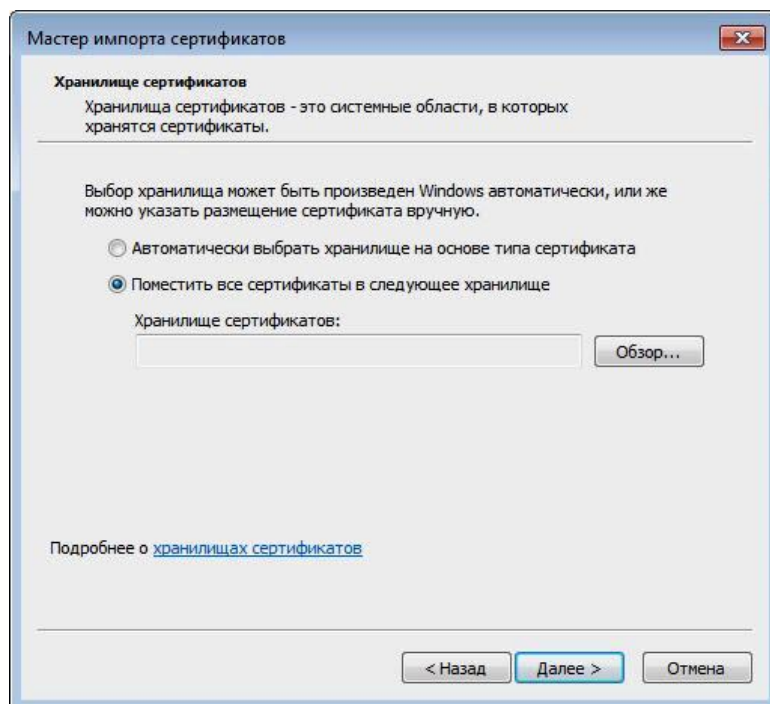 Мастер импорта сертификатов
Хранилище сертификатов
Хранилища сертификатов - это системные области, в которых
хранятся сертификаты.
Выбор хранилища может быть произведен Windows автоматически, или же
можно указать размещение сертификата вручную.
Автоматически выбрать хранилище на основе типа сертификата
Поместить все сертификаты в следующее хранилище
Хранилище сертификатов:
Обзор...
Подробнее о хранилищах сертификатов
< Назад
Далее >
Отмена